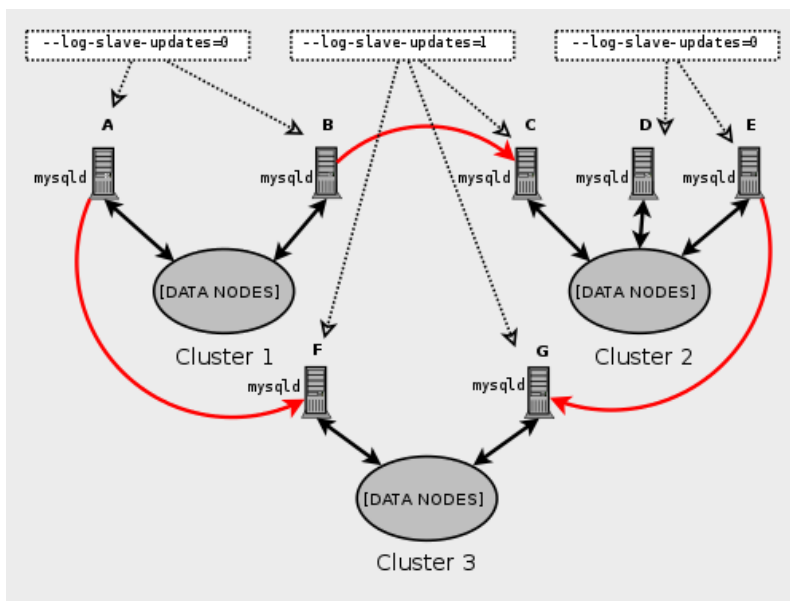 --log-slave-updates=0
--log-slave-updates=1
--log-slave-updates=0
A
B
C
D
E
mysqld
mysqld
mysqld
mysqld
mysqld
[DATA NODES]
[DATA NODES]
Cluster 1
Cluster 2
F
G
mysqld
mysqld
[DATA NODES]
Cluster 3